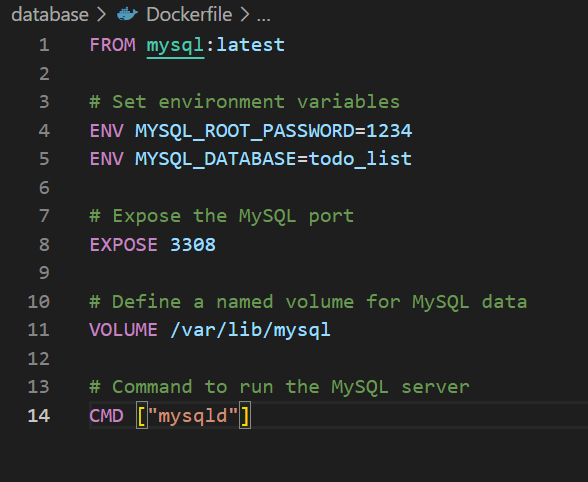 database > Dockerfile > ...
1 FROM mysql:latest
2
3 # Set environment variables
4 ENV MYSQL_ROOT_PASSWORD=1234
5 ENV MYSQL_DATABASE=todo_list
6
7 # Expose the MySQL port
8 EXPOSE 3308
9
10 # Define a named volume for MySQL data
11 VOLUME /var/lib/mysql
12
13 # Command to run the MySQL server
14 CMD ["mysqld"]